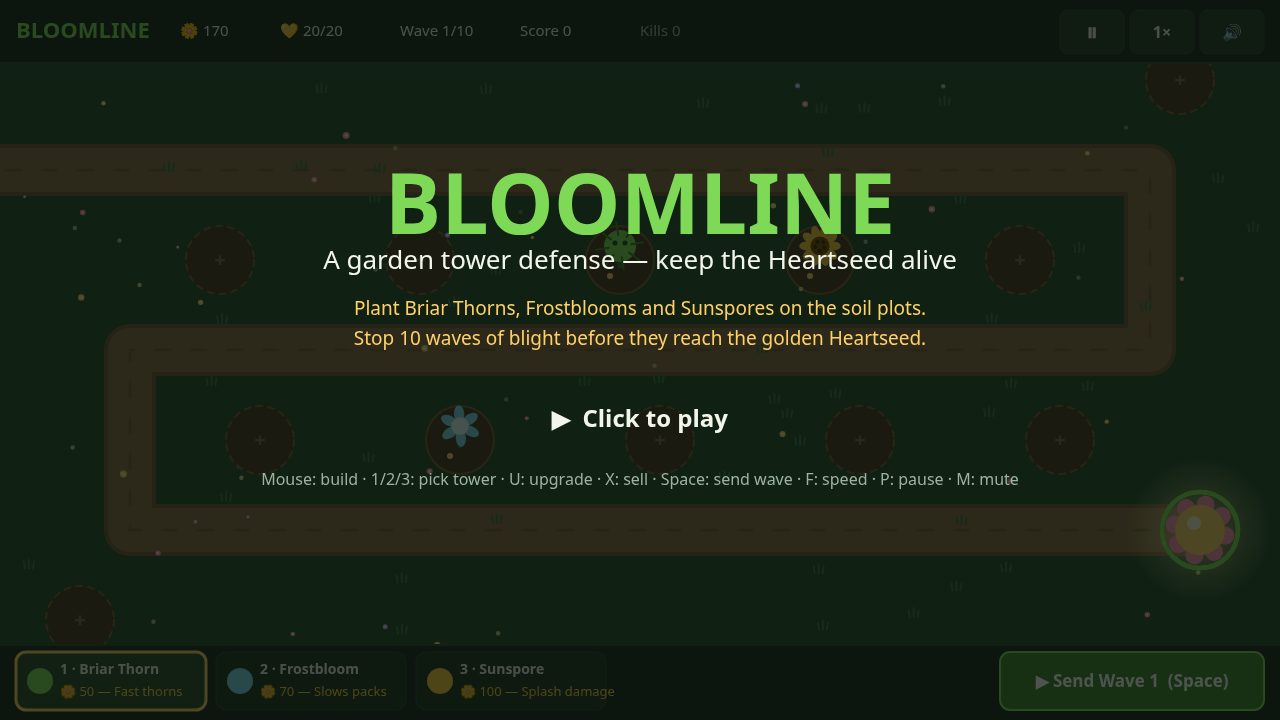 BLOOMLINE
🌼 170
💛 20/20
Wave 1/10
Score 0
Kills 0
⏸
1×
🔊
BLOOMLINE
A garden tower defense — keep the Heartseed alive
Plant Briar Thorns, Frostblooms and Sunspores on the soil plots.
Stop 10 waves of blight before they reach the golden Heartseed.
▶ Click to play
Mouse: build · 1/2/3: pick tower · U: upgrade · X: sell · Space: send wave · F: speed · P: pause · M: mute
1 · Briar Thorn
🌼 50 — Fast thorns
2 · Frostbloom
🌼 70 — Slows packs
3 · Sunspore
🌼 100 — Splash damage
▶ Send Wave 1 (Space)